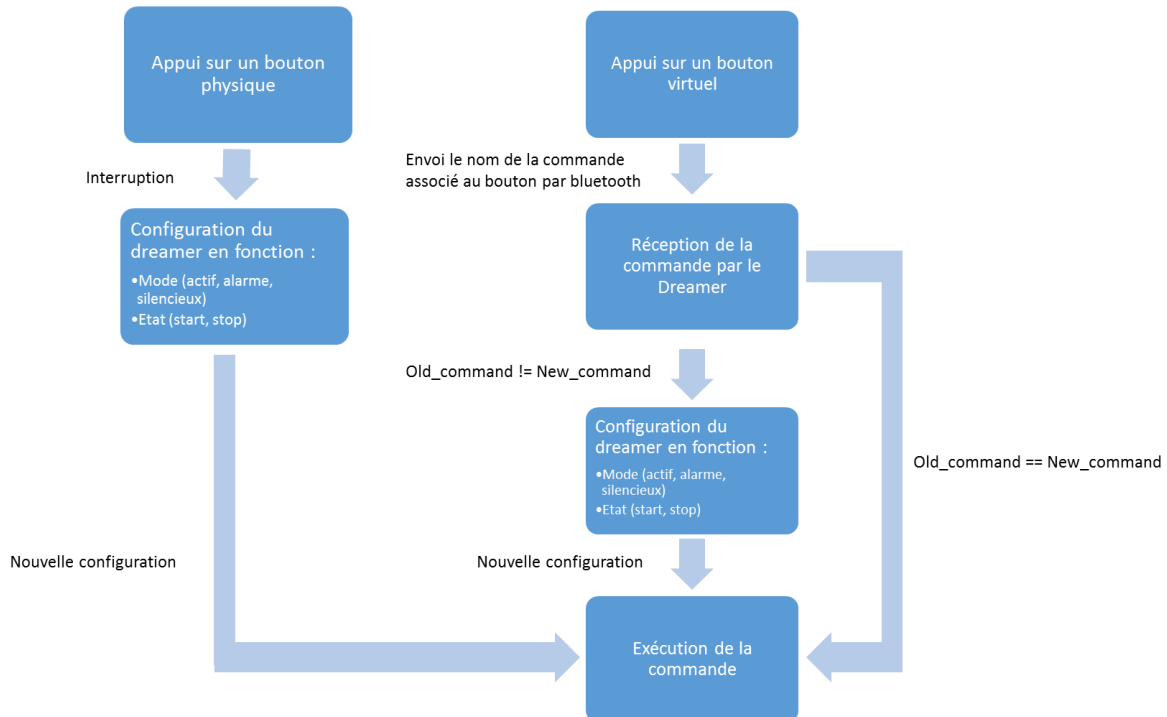 Appui sur un bouton
physique
Interruption
Configuration du
dreamer en fonction :
•Mode (actif, alarme,
silencieux)
•Etat (start, stop)
Nouvelle configuration
Appui sur un bouton
virtuel
Envoi le nom de la commande
associé au bouton par bluetooth
Réception de la
commande par le
Dreamer
Old_command != New_command
Configuration du
dreamer en fonction :
•Mode (actif, alarme,
silencieux)
•Etat (start, stop)
Nouvelle configuration
Old_command == New_command
Exécution de la
commande